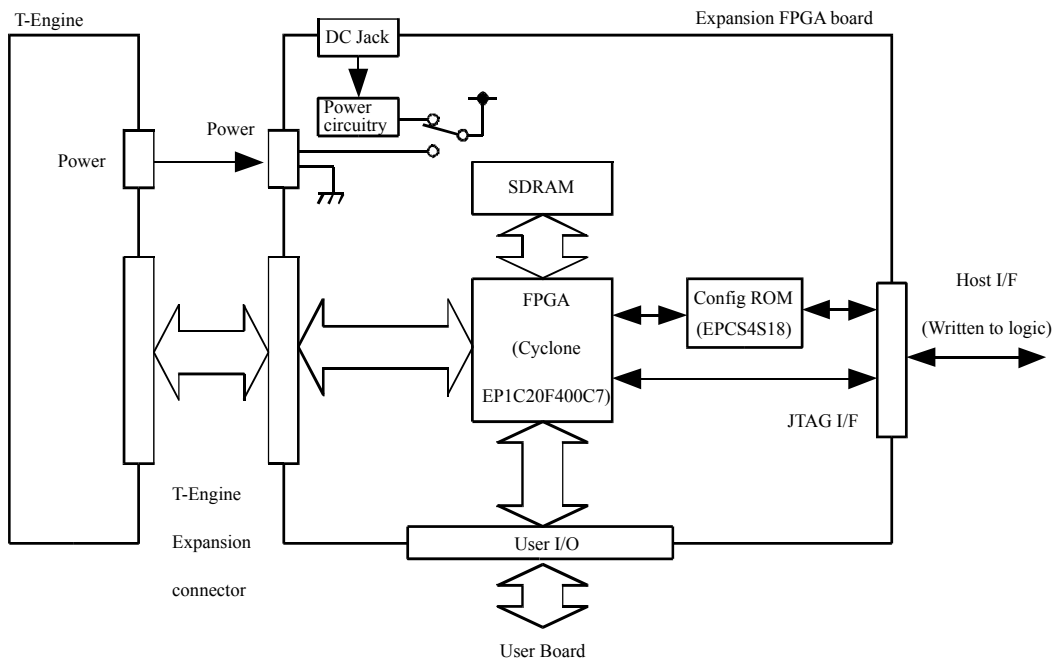 T-Engine
Expansion FPGA board
DC Jack
Power
circuitry
Power
Power
SDRAM
FPGA
(Cyclone
EP1C20F400C7)
Config ROM
(EPCS4S18)
Host I/F
(Written to logic)
JTAG I/F
T-Engine
Expansion
connector
User I/O
User Board